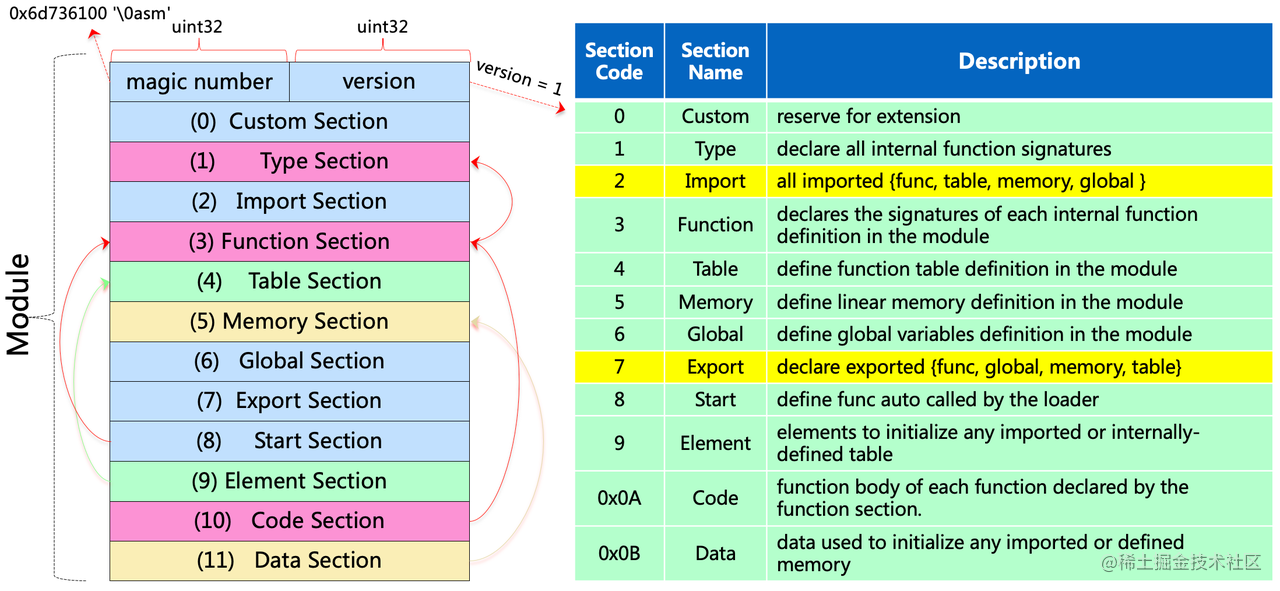 0x6d736100 '\0asm'
uint32
uint32
magic number
version
version = 1
(0) Custom Section
(1) Type Section
(2) Import Section
(3) Function Section
(4) Table Section
(5) Memory Section
(6) Global Section
(7) Export Section
(8) Start Section
(9) Element Section
(10) Code Section
(11) Data Section
Module
Section Code
Section Name
Description
0 Custom reserve for extension
1 Type declare all internal function signatures
2 Import all imported {func, table, memory, global }
3 Function declares the signatures of each internal function
definition in the module
4 Table define function table definition in the module
5 Memory define linear memory definition in the module
6 Global define global variables definition in the module
7 Export declare exported {func, global, memory, table}
8 Start define func auto called by the loader
9 Element elements to initialize any imported or internally-
defined table
0x0A Code function body of each function declared by the
function section.
0x0B Data data used to initialize any imported or defined
memory
@稀土掘金技术社区